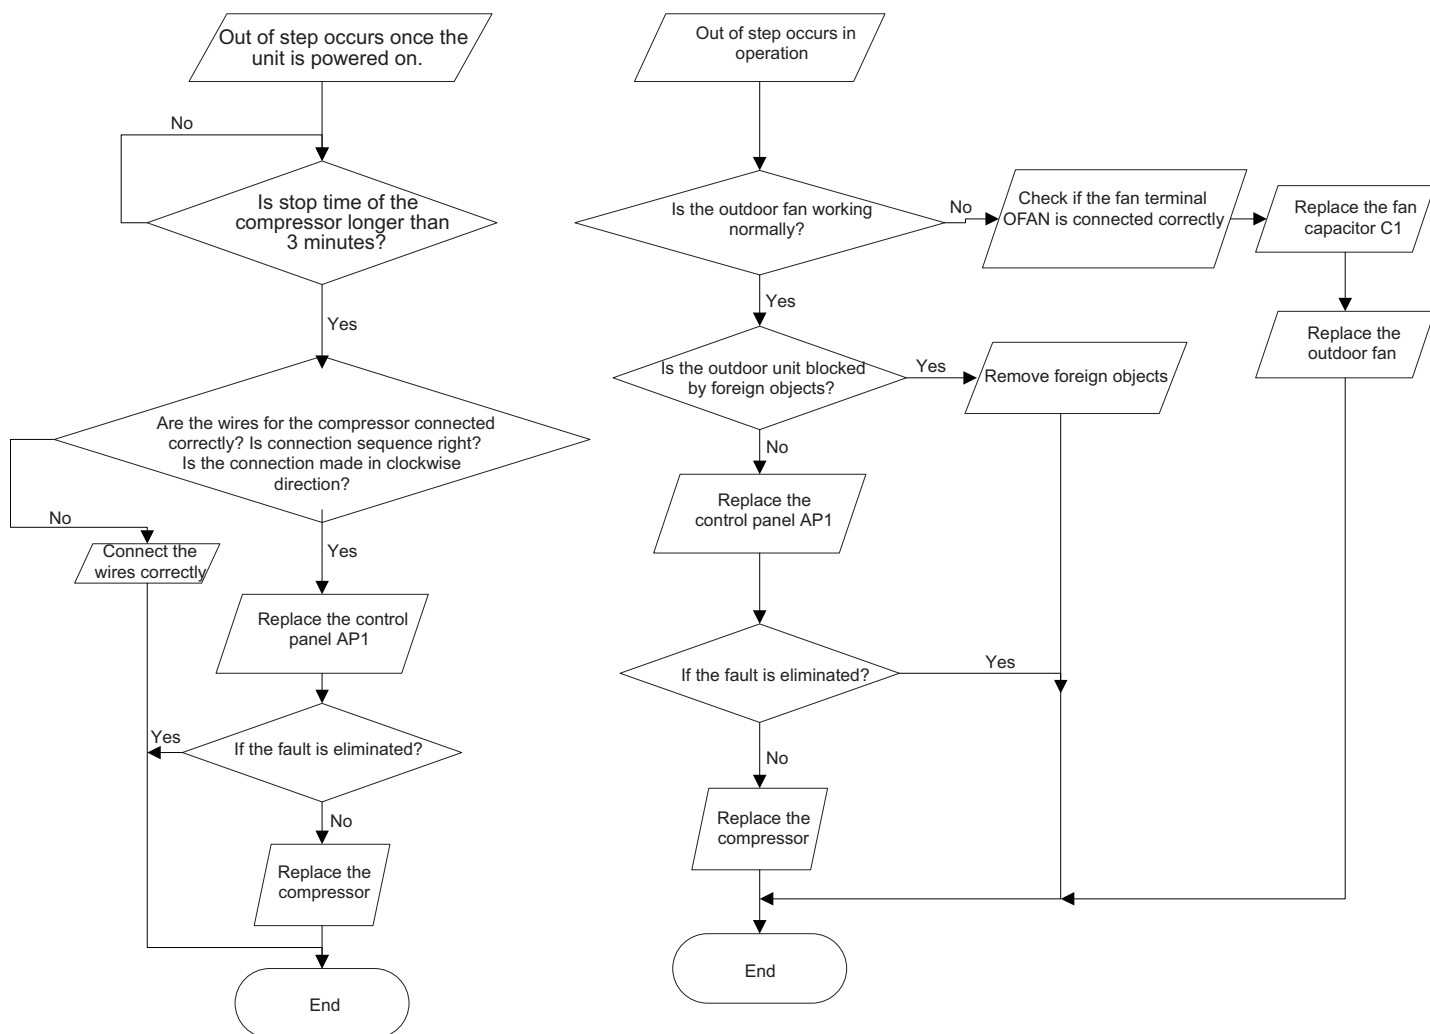 Out of step occurs once the
unit is powered on.
No
Is stop time of the
compressor longer than
3 minutes?
Yes
Are the wires for the compressor connected
correctly? Is connection sequence right?
Is the connection made in clockwise
direction?
No
Connect the
wires correctly
Yes
Replace the control
panel AP1
Yes
If the fault is eliminated?
No
Replace the
compressor
End
Out of step occurs in
operation
Is the outdoor fan working
normally?
No
Check if the fan terminal
OFAN is connected correctly
Replace the fan
capacitor C1
Replace the
outdoor fan
Yes
Is the outdoor unit blocked
by foreign objects?
Yes
Remove foreign objects
No
Replace the
control panel AP1
If the fault is eliminated?
Yes
No
Replace the
compressor
End